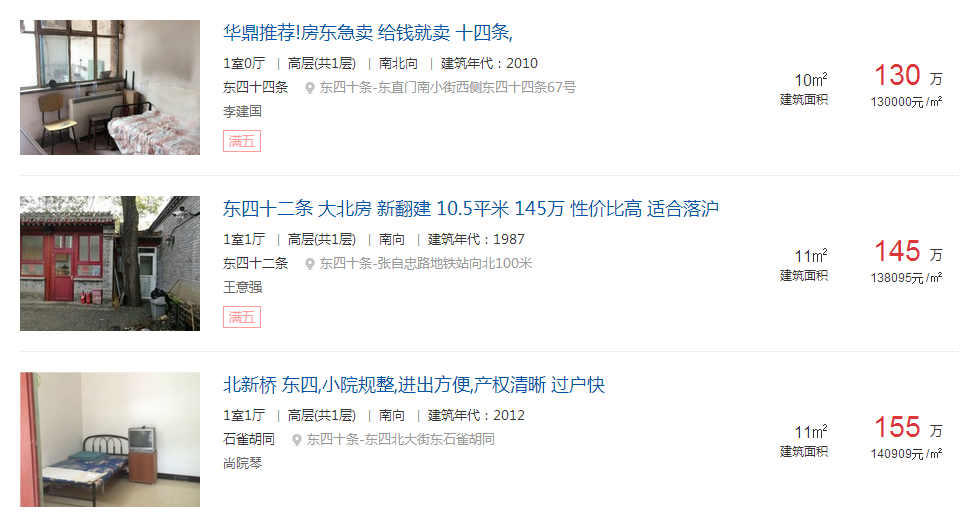 华鼎推荐!房东急卖 给钱就卖 十四条,
1室0厅 | 高层(共1层) | 南北向 | 建筑年代：2010
东四十四条 东四十条-东直门南小街西侧东四十四条67号
李建国
满五
10㎡
建筑面积
130 万
130000元/㎡
东四十二条 大北房 新翻建 10.5平米 145万 性价比高 适合落沪
1室1厅 | 高层(共1层) | 南向 | 建筑年代：1987
东四十二条 东四十条-张自忠路地铁站向北100米
王意强
满五
11㎡
建筑面积
145 万
138095元/㎡
北新桥 东四,小院规整,进出方便,产权清晰 过户快
1室1厅 | 高层(共1层) | 南向 | 建筑年代：2012
石雀胡同 东四十条-东四北大街东石雀胡同
尚院琴
11㎡
建筑面积
155 万
140909元/㎡